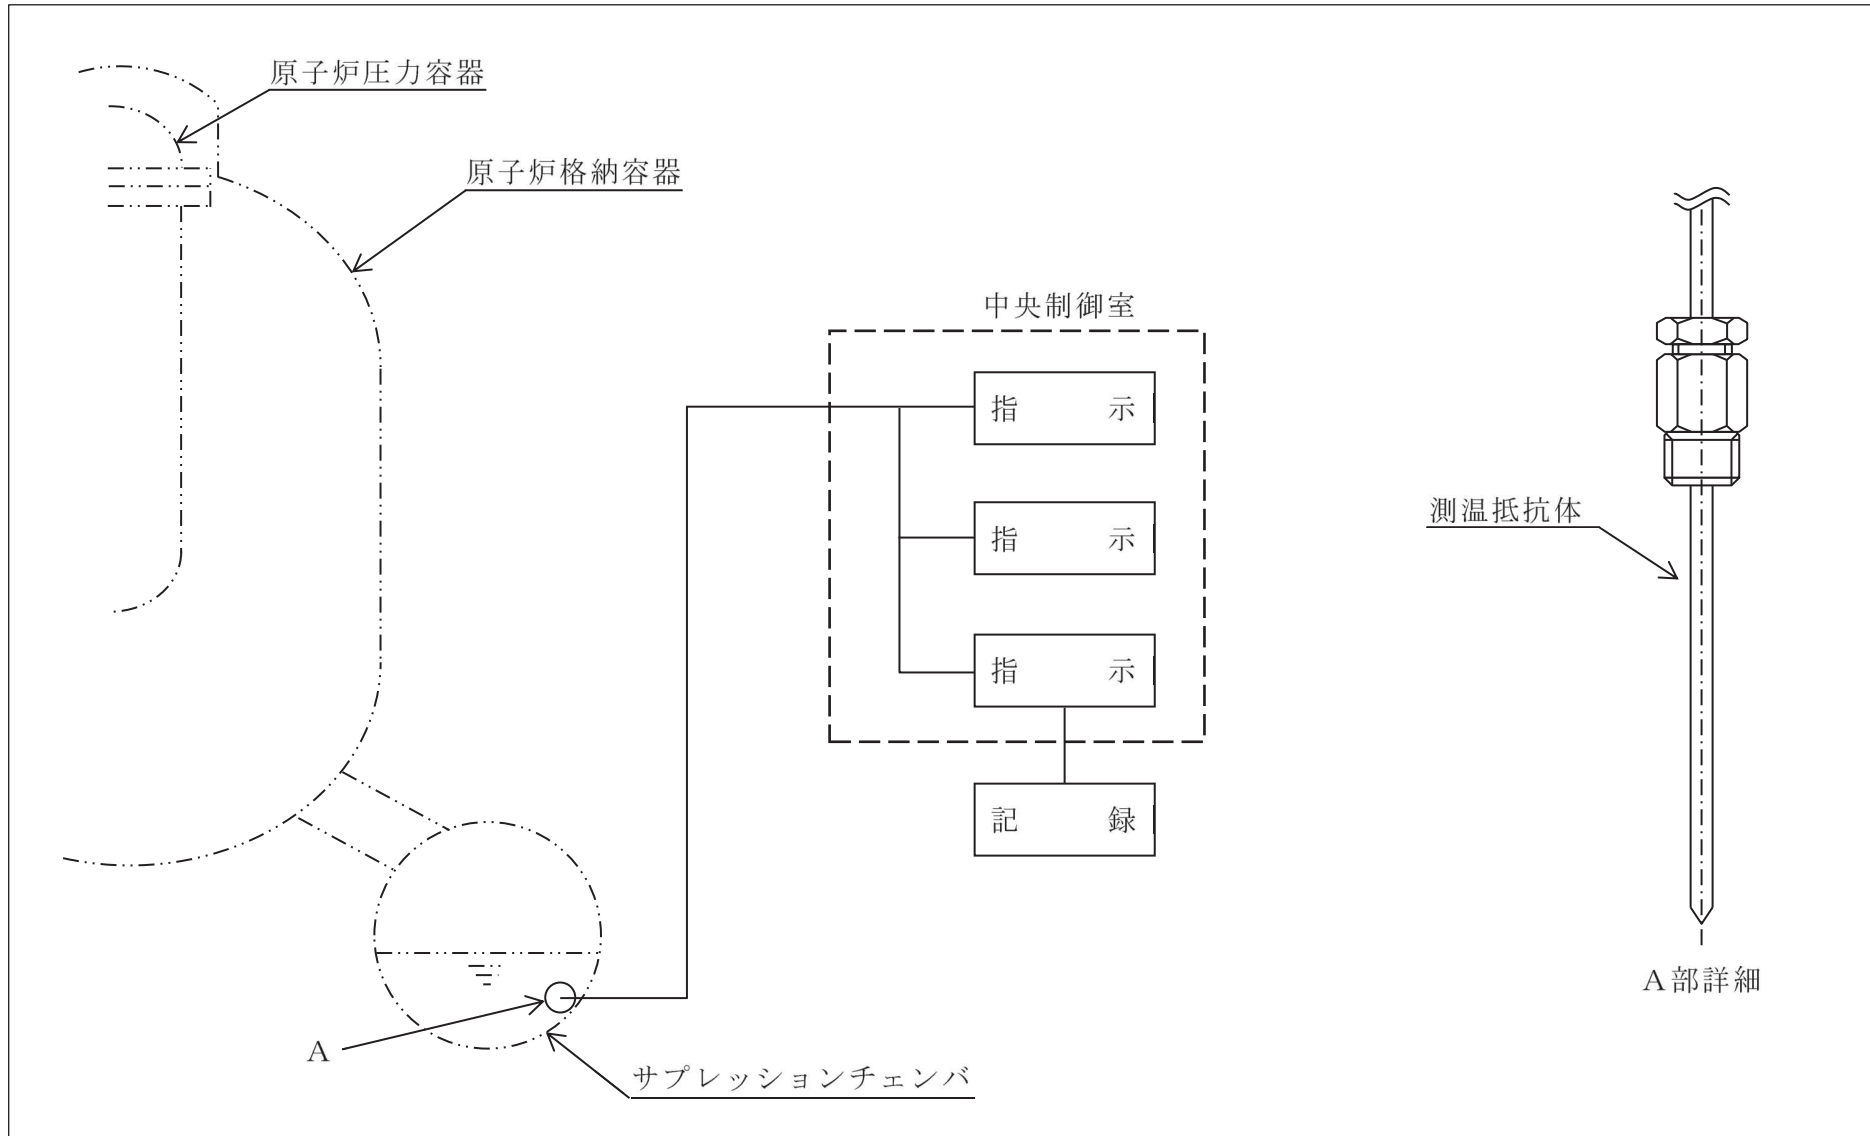 原子炉圧力容器
原子炉格納容器
中央制御室
指 示
指 示
指 示
記 録
測温抵抗体
A部詳細
A
サプレッションチェンバ